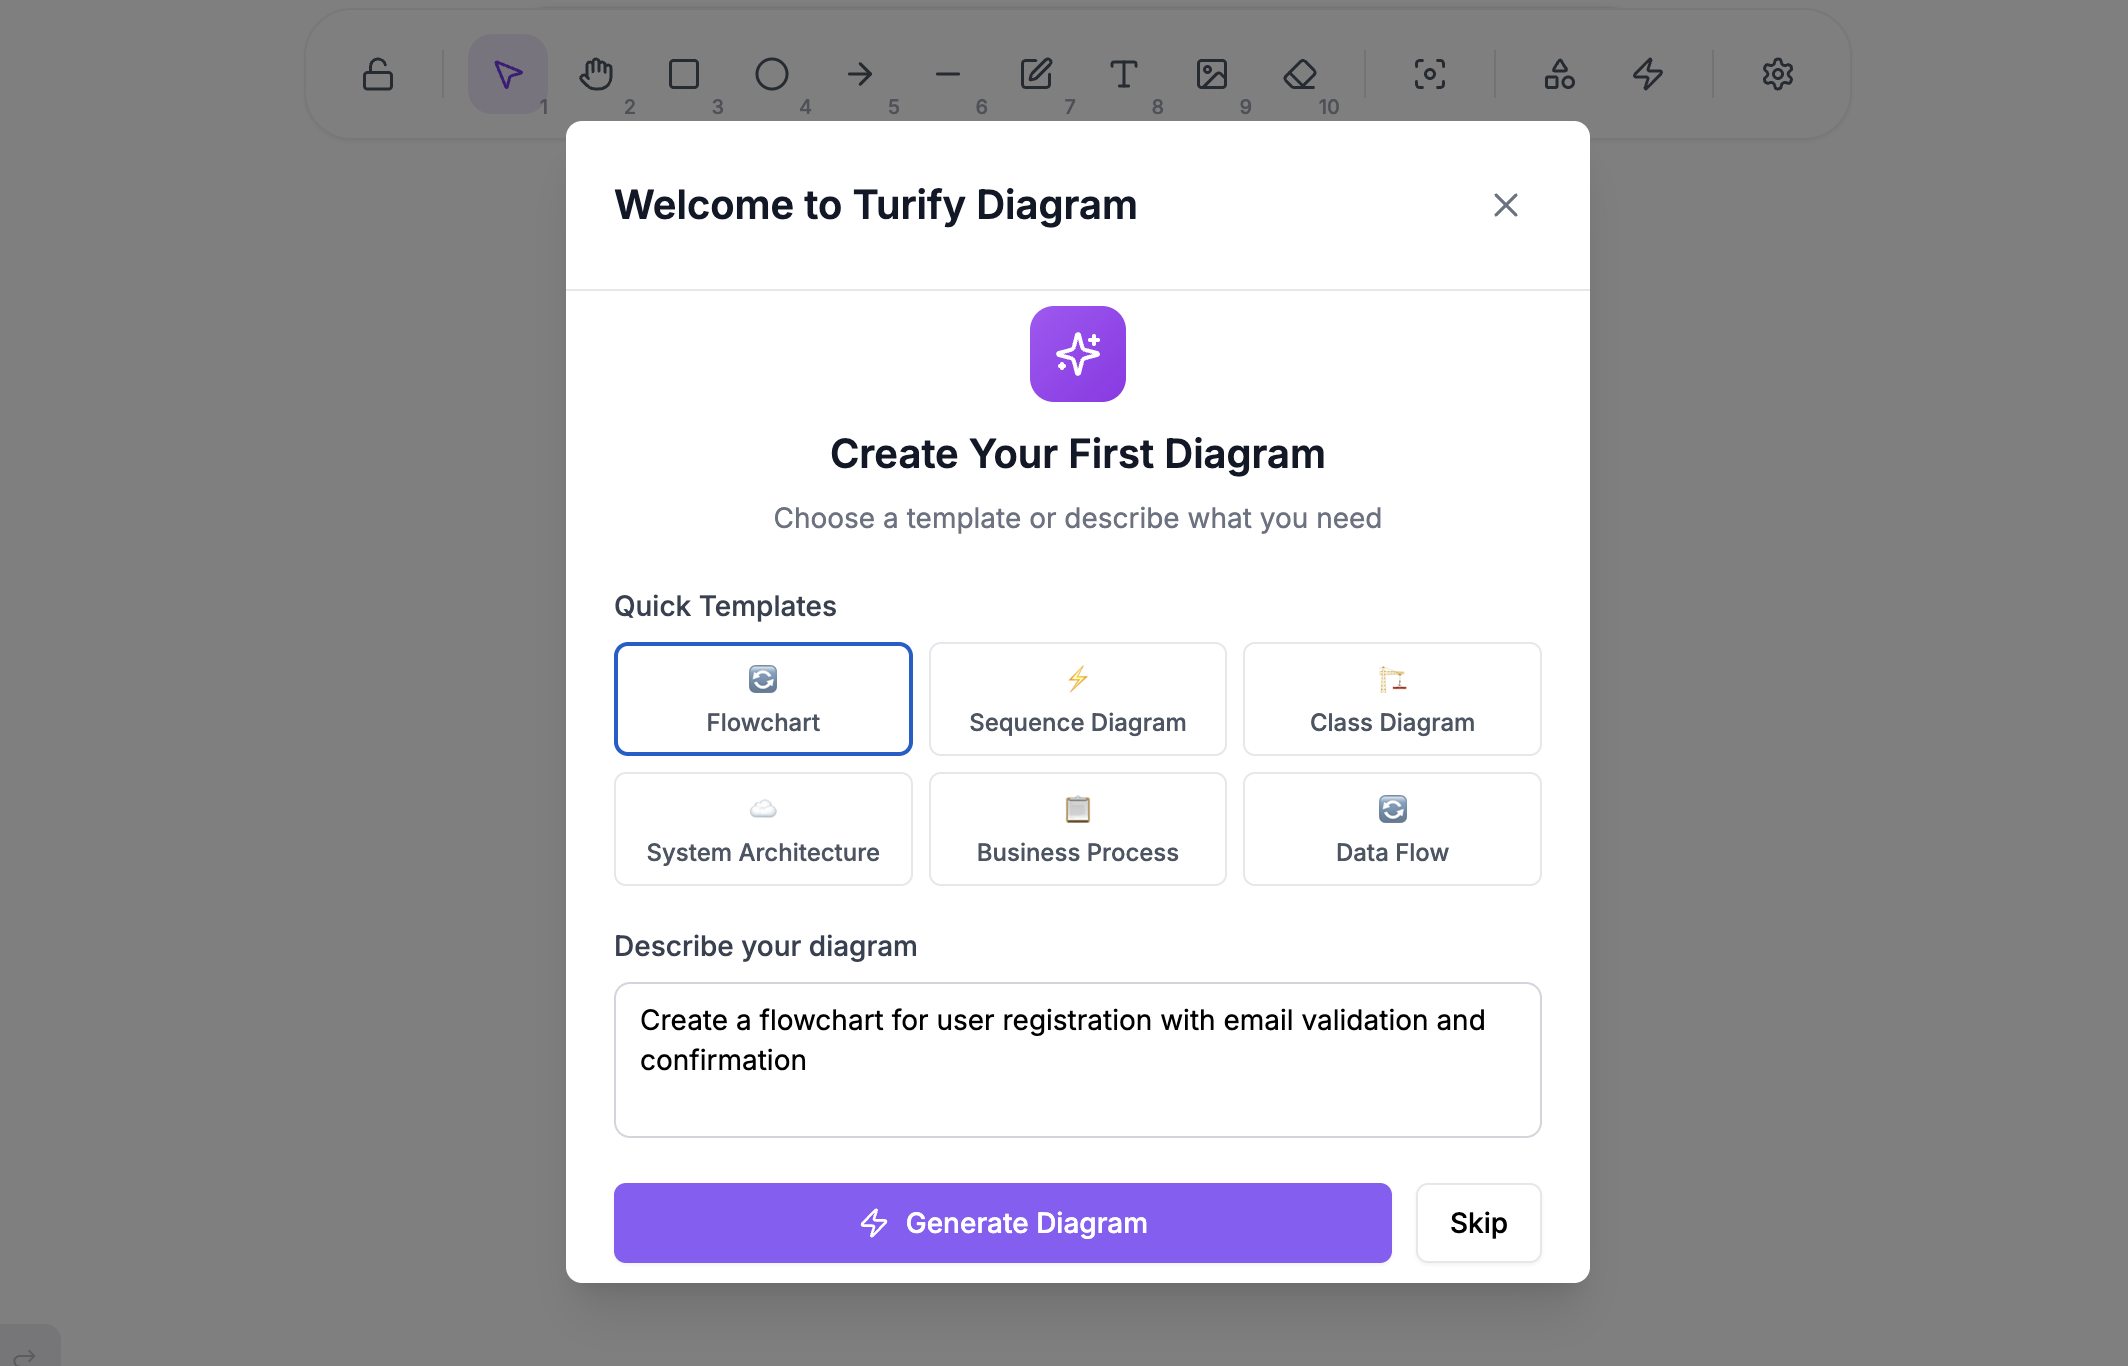 1 2 3 4 5 6 7 8 9 10
Welcome to Turify Diagram
Create Your First Diagram
Choose a template or describe what you need
Quick Templates
Flowchart
Sequence Diagram
Class Diagram
System Architecture
Business Process
Data Flow
Describe your diagram
Create a flowchart for user registration with email validation and
confirmation
Generate Diagram
Skip